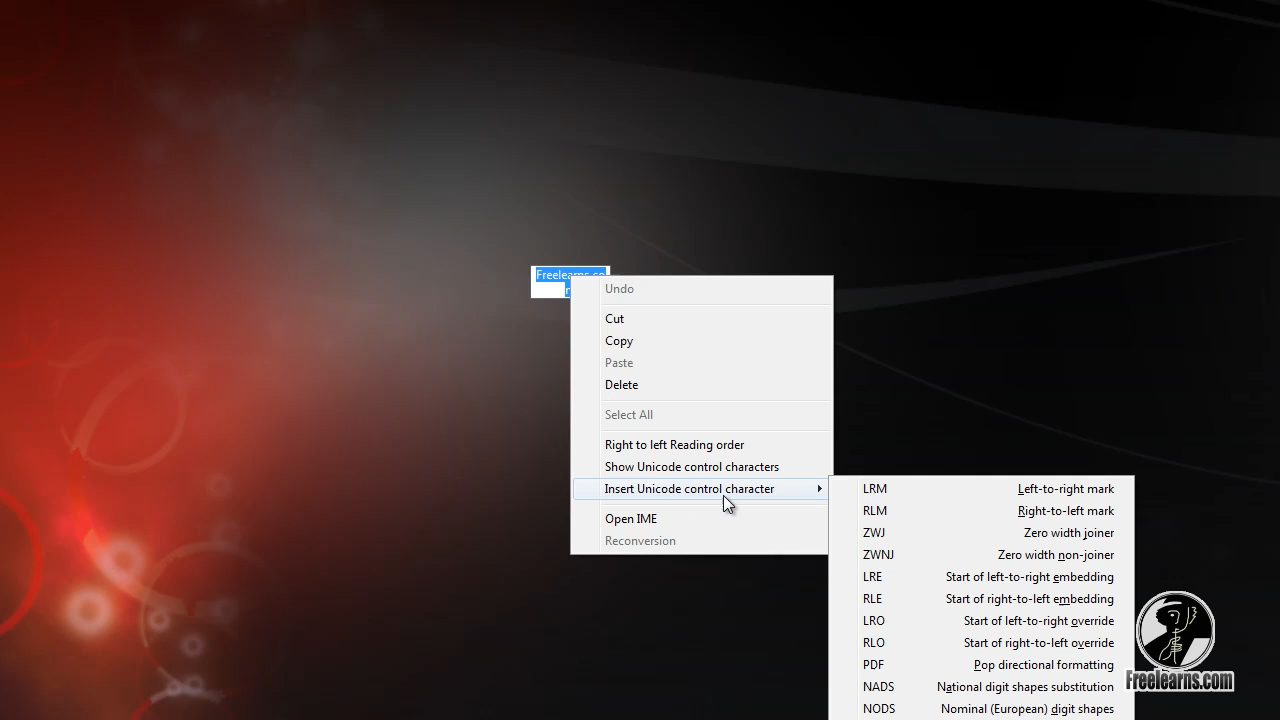 Freelearns.co
Undo
Cut
Copy
Paste
Delete
Select All
Right to left Reading order
Show Unicode control characters
Insert Unicode control character
Open IME
Reconversion
LRM Left-to-right mark
RLM Right-to-left mark
ZWJ Zero width joiner
ZWNJ Zero width non-joiner
LRE Start of left-to-right embedding
RLE Start of right-to-left embedding
LRO Start of left-to-right override
RLO Start of right-to-left override
PDF Pop directional formatting
NADS National digit shapes substitution
NODS Nominal (European) digit shapes
Freelearns.com